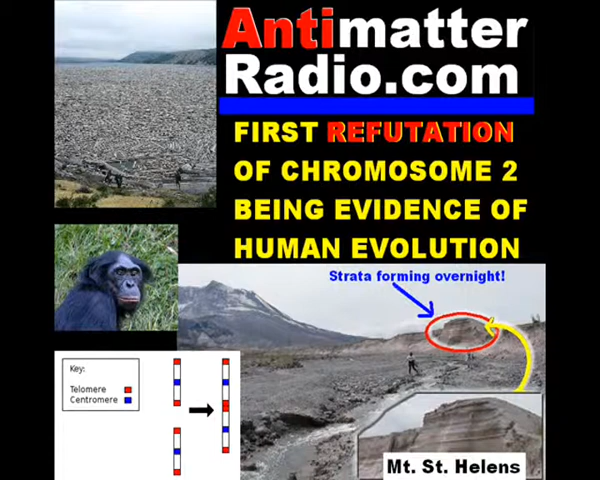 Antimatter
Radio.com
FIRST REFUTATION
OF CHROMOSOME 2
BEING EVIDENCE OF
HUMAN EVOLUTION
Strata forming overnight!
Key:
Telomere
Centromere
Mt. St. Helens